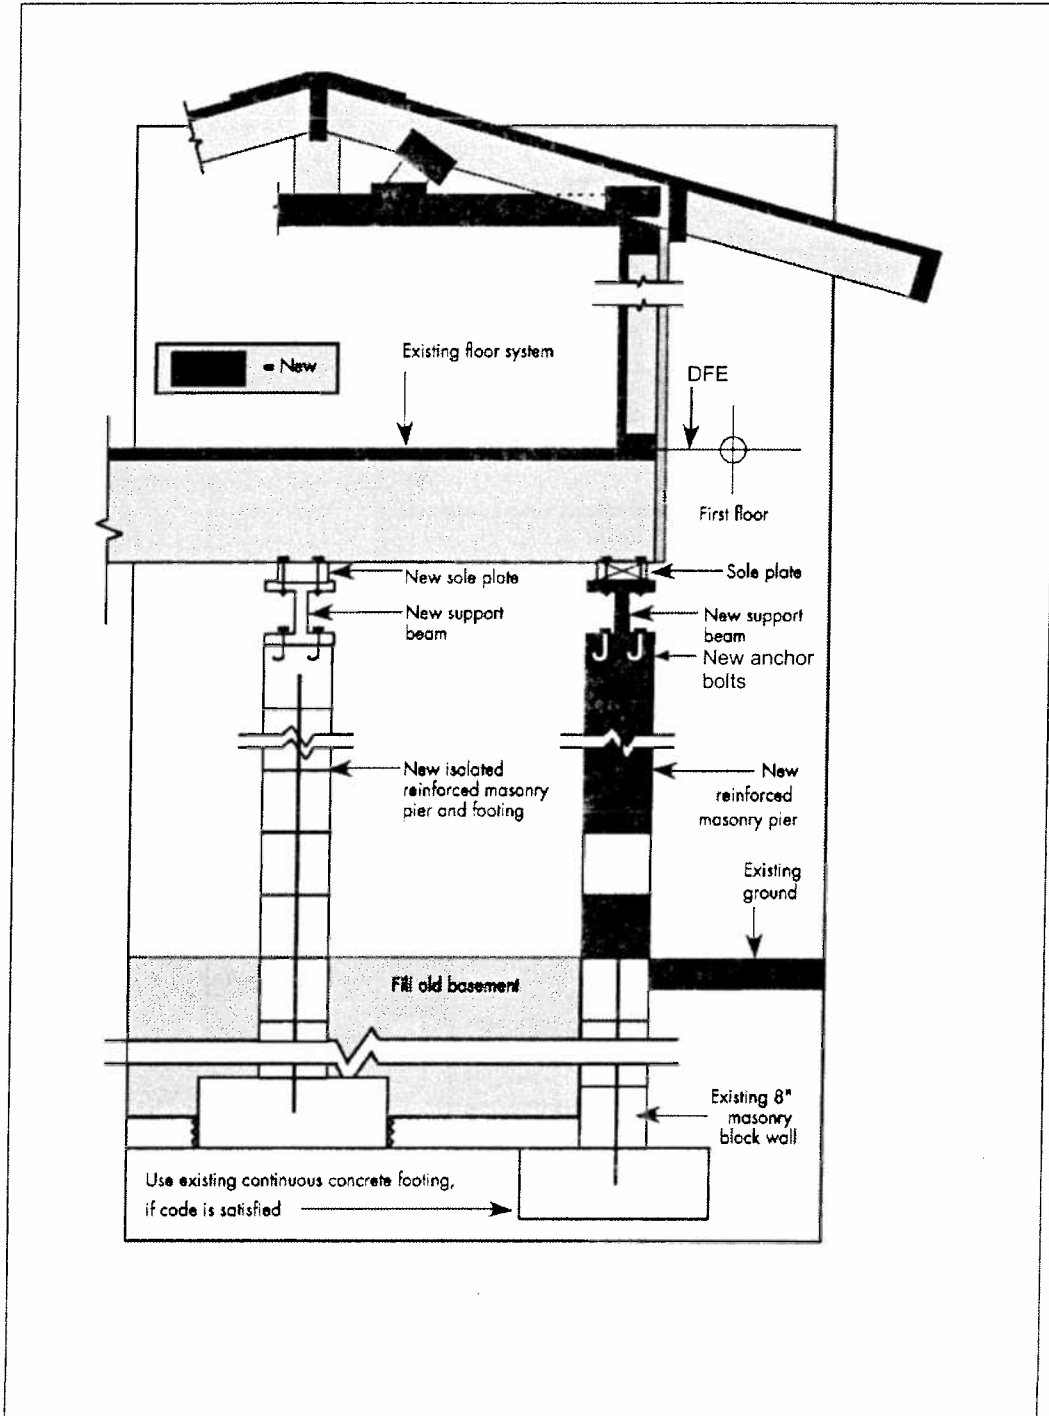 Existing floor system
= New
DFE
First floor
New sole plate
Sole plate
New support
beam
New support
beam
New anchor
bolts
New isolated
reinforced masonry
pier and footing
New
reinforced
masonry pier
Existing
ground
Fill old basement
Existing 8"
masonry
block wall
Use existing continuous concrete footing,
if code is satisfied